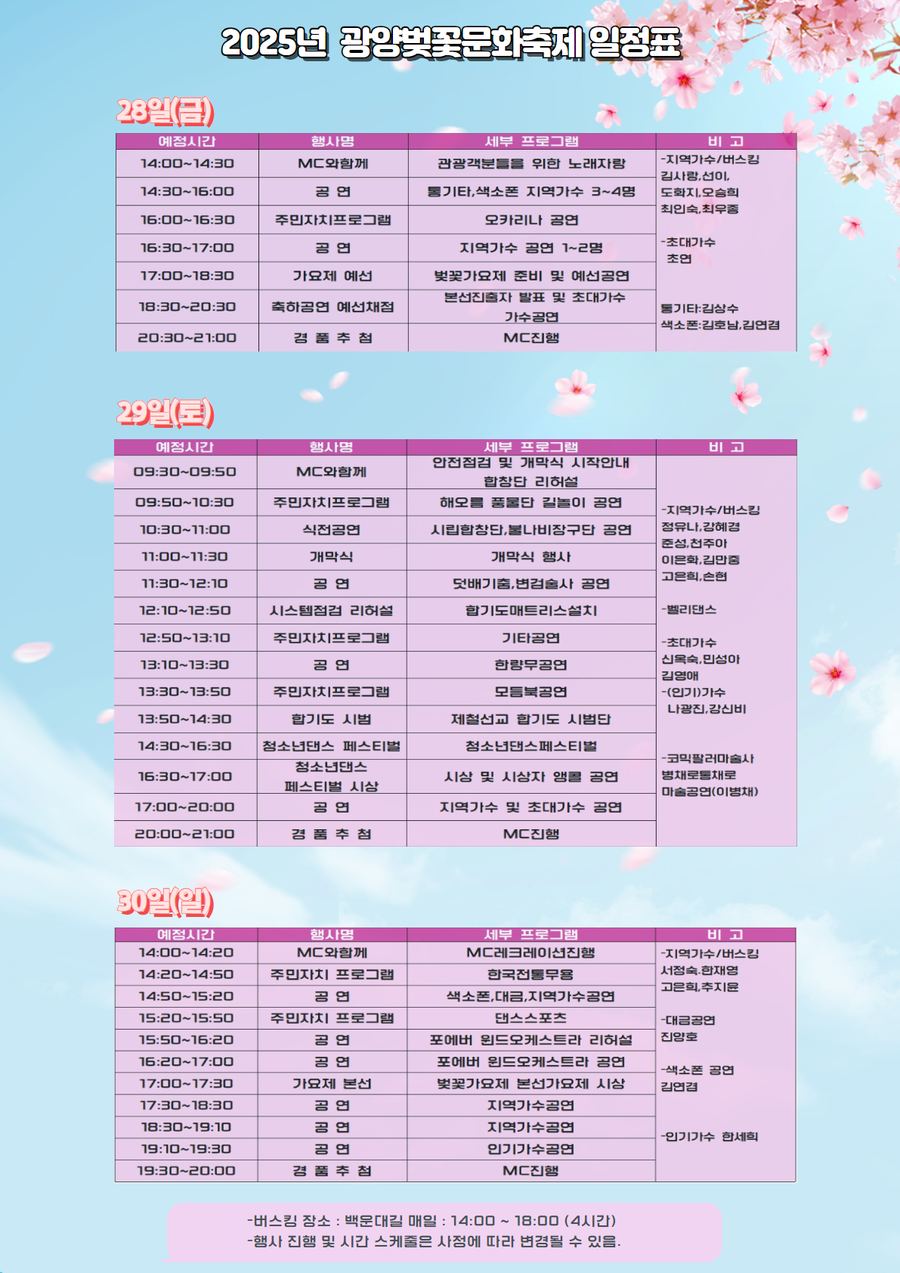 2025년 광양벚꽃문화축제 일정표
28일(금)
예정시간 행사명 세부 프로그램 비 고
14:00~14:30 MC와함께 관광객분들을 위한 노래자랑
14:30~16:00 공 연 통기타,색소폰 지역가수 3~4명
16:00~16:30 주민자치프로그램 오카리나 공연
16:30~17:00 공 연 지역가수 공연 1~2명
17:00~18:30 가요제 예선 벚꽃가요제 준비 및 예선공연
18:30~20:30 축하공연 예선채점 본선진출자 발표 및 초대가수
가수공연
20:30~21:00 경 품 추 첨 MC진행
-지역가수/버스킹
김사랑,선이,
도화지,오승희
최인숙,최우종
-초대가수
초연
통기타:김상수
색소폰:김호남,김연겸
29일(토)
예정시간 행사명 세부 프로그램 비 고
09:30~09:50 MC와함께 안전점검 및 개막식 시작안내
합창단 리허설
09:50~10:30 주민자치프로그램 해오름 풍물단 길놀이 공연
10:30~11:00 식전공연 시립합창단,불나비장구단 공연
11:00~11:30 개막식 개막식 행사
11:30~12:10 공 연 덧배기춤,변검술사 공연
12:10~12:50 시스템점검 리허설 합기도매트리스설치
12:50~13:10 주민자치프로그램 기타공연
13:10~13:30 공 연 한량무공연
13:30~13:50 주민자치프로그램 모듬북공연
13:50~14:30 합기도 시범 제철선교 합기도 시범단
14:30~16:30 청소년댄스 페스티벌 청소년댄스페스티벌
16:30~17:00 청소년댄스
페스티벌 시상 시상 및 시상자 앵콜 공연
17:00~20:00 공 연 지역가수 및 초대가수 공연
20:00~21:00 경 품 추 첨 MC진행
-지역가수/버스킹
정유나,강혜경
준성,천주아
이은화,김만중
고은희,손현
-벨리댄스
-초대가수
신옥숙,민성아
김영애
-(인기)가수
나광진,강신비
-코믹팔러마술사
병채로통채로
마술공연(이병채)
30일(일)
예정시간 행사명 세부 프로그램 비 고
14:00~14:20 MC와함께 MC레크레이션진행
14:20~14:50 주민자치 프로그램 한국전통무용
14:50~15:20 공 연 색소폰,대금,지역가수공연
15:20~15:50 주민자치 프로그램 댄스스포츠
15:50~16:20 공 연 포에버 윈드오케스트라 리허설
16:20~17:00 공 연 포에버 윈드오케스트라 공연
17:00~17:30 가요제 본선 벚꽃가요제 본선가요제 시상
17:30~18:30 공 연 지역가수공연
18:30~19:10 공 연 지역가수공연
19:10~19:30 공 연 인기가수공연
19:30~20:00 경 품 추 첨 MC진행
-지역가수/버스킹
서정숙.한재영
고은희,추지윤
-대금공연
진양호
-색소폰 공연
김연겸
-인기가수 한세희
-버스킹 장소 : 백운대길 매일 : 14:00 ~ 18:00 (4시간)
-행사 진행 및 시간 스케줄은 사정에 따라 변경될 수 있음.